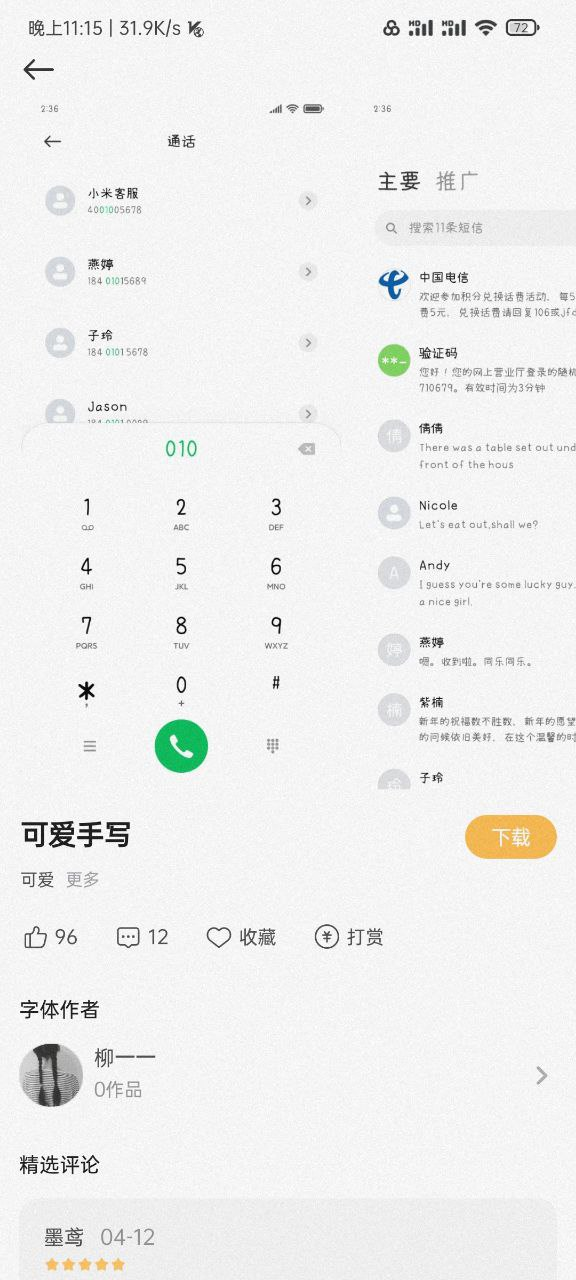 晚上11:15 | 31.9K/s
72
2:36
通话
小米客服
4001005678
燕婷
184 01015689
子玲
184 01015678
Jason
010
1
2
ABC
3
DEF
4
GHI
5
JKL
6
MNO
7
PQRS
8
TUV
9
WXYZ
*
,
0
+
#
2:36
主要 推广
搜索11条短信
中国电信
欢迎参加积分兑换话费活动, 每5
费5元, 兑换话费请回复106或jfd
**-
验证码
您好!您的网上营业厅登录的随机
710679。有效时间为3分钟
倩
倩倩
There was a table set out und
front of the hous
Nicole
Let's eat out,shall we?
A
Andy
I guess you're some lucky guy.
a nice girl.
婷
燕婷
嗯。收到啦。同乐同乐。
楠
紫楠
新年的祝福数不胜数, 新年的愿望
的问候依旧美好, 在这个温馨的时
子玲
可爱手写
下载
可爱 更多
96
12
收藏
打赏
字体作者
柳一一
0作品
精选评论
墨鸢 04-12